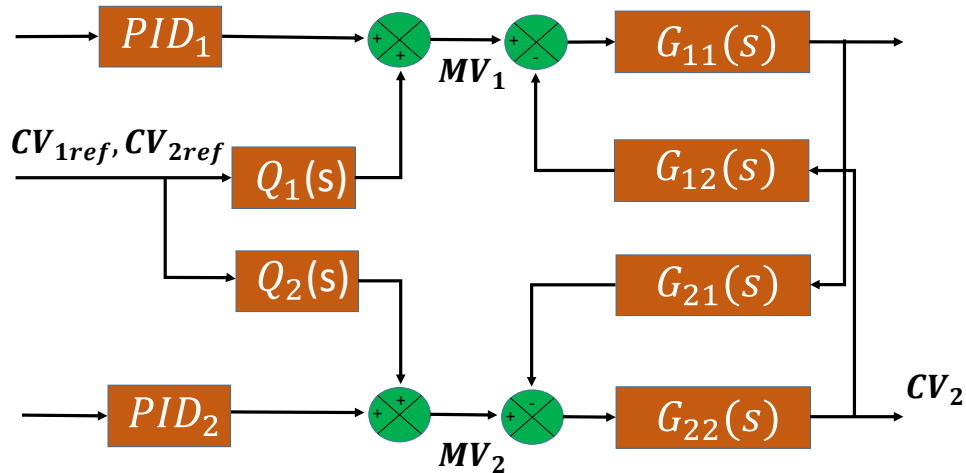 PID₁
+
+
MV₁
+
-
G₁₁(s)
CV₁ref, CV₂ref
Q₁(s)
G₁₂(s)
Q₂(s)
G₂₁(s)
PID₂
+
+
MV₂
+
-
G₂₂(s)
CV₂